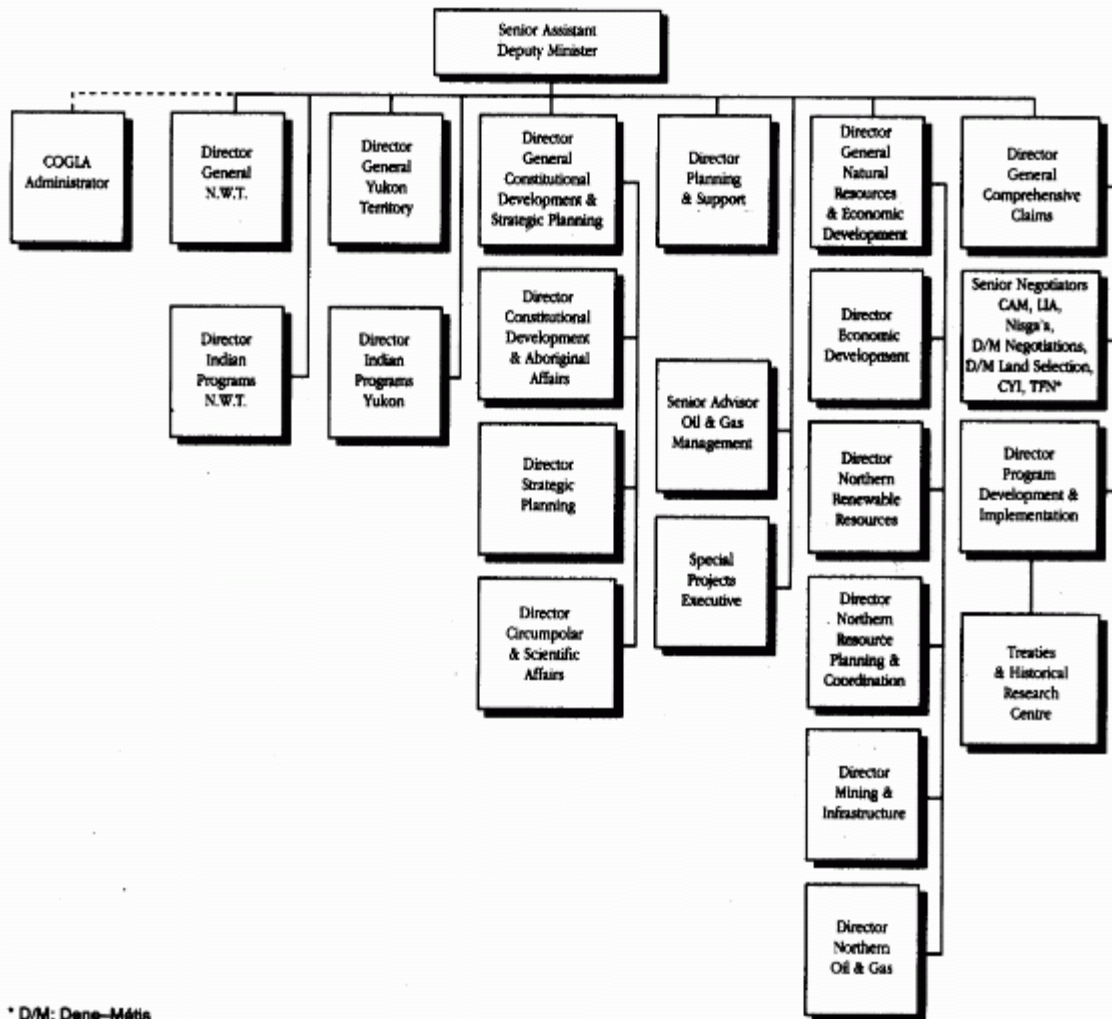 Senior Assistant
Deputy Minister
COGLA
Administrator
Director
General
N.W.T.
Director
General
Yukon
Territory
Director
General
Constitutional
Development &
Strategic Planning
Director
Planning
& Support
Director
General
Natural
Resources
& Economic
Development
Director
General
Comprehensive
Claims
Director
Indian
Programs
N.W.T.
Director
Indian
Programs
Yukon
Director
Constitutional
Development
& Aboriginal
Affairs
Director
Strategic
Planning
Director
Circumpolar
& Scientific
Affairs
Senior Advisor
Oil & Gas
Management
Special
Projects
Executive
Director
Economic
Development
Director
Northern
Renewable
Resources
Director
Northern
Resource
Planning &
Coordination
Director
Mining &
Infrastructure
Director
Northern
Oil & Gas
Senior Negotiators
CAM, LIA,
Nisga'a,
D/M Negotiations,
D/M Land Selection,
CYI, TFN*
Director
Program
Development &
Implementation
Treaties
& Historical
Research
Centre
* D/M: Dene–Métis